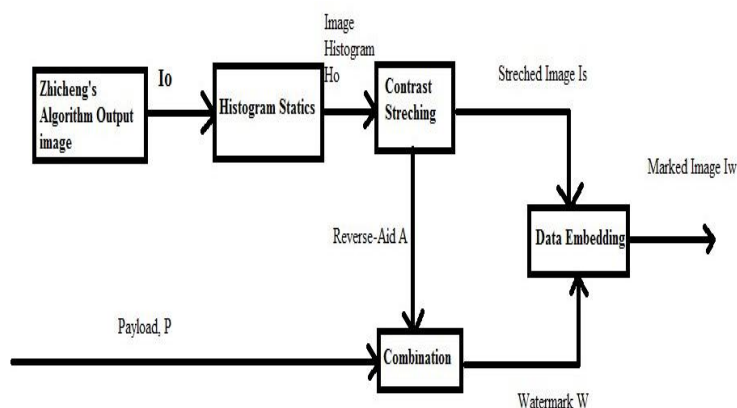 Zhicheng's
Algorithm Output
image
Io
Histogram Statics
Image
Histogram
Ho
Contrast
Streching
Streched Image Is
Marked Image Iw
Data Embedding
Reverse-Aid A
Payload, P
Combination
Watermark W